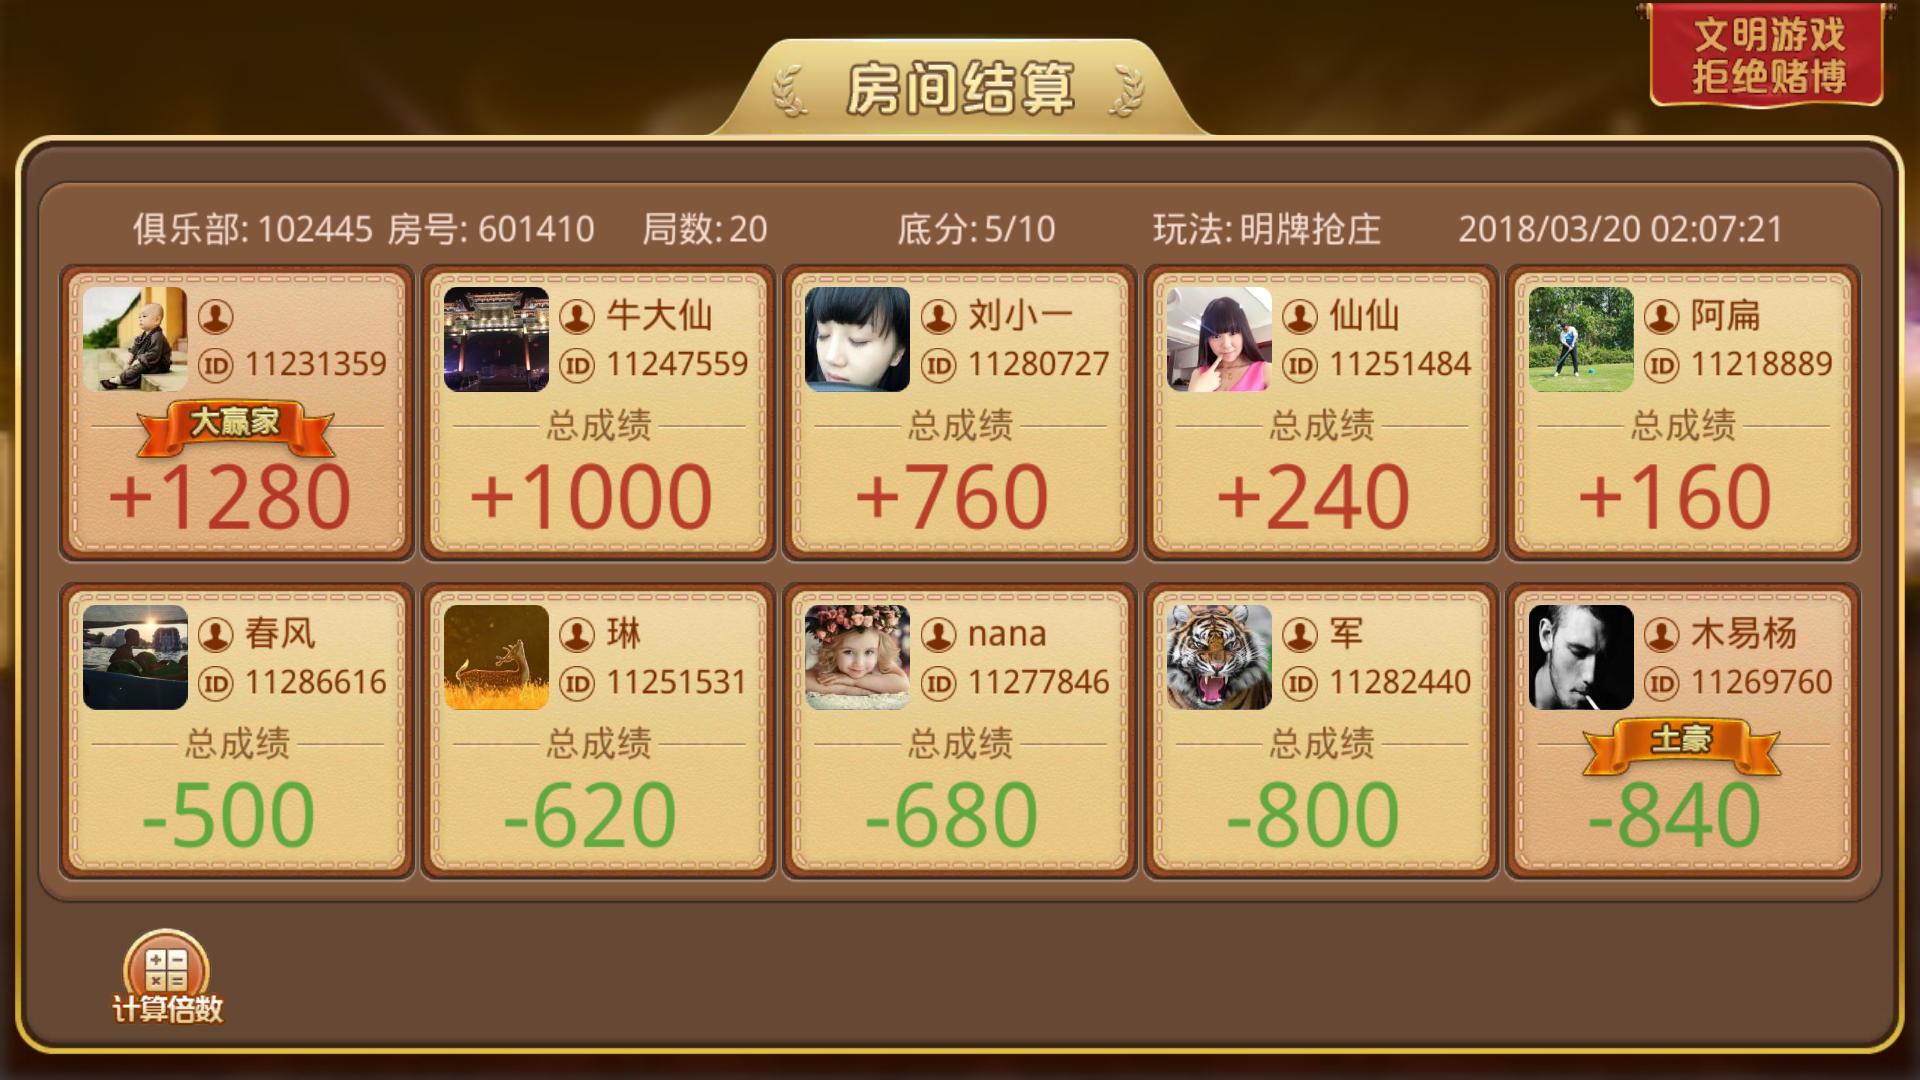 文明游戏
拒绝赌博
房间结算
俱乐部: 102445 房号: 601410 局数: 20 底分: 5/10 玩法: 明牌抢庄 2018/03/20 02:07:21
ID 11231359
大赢家
+1280
牛大仙
ID 11247559
总成绩
+1000
刘小一
ID 11280727
总成绩
+760
仙仙
ID 11251484
总成绩
+240
阿扁
ID 11218889
总成绩
+160
春风
ID 11286616
总成绩
-500
琳
ID 11251531
总成绩
-620
nana
ID 11277846
总成绩
-680
军
ID 11282440
总成绩
-800
木易杨
ID 11269760
土豪
-840
计算倍数